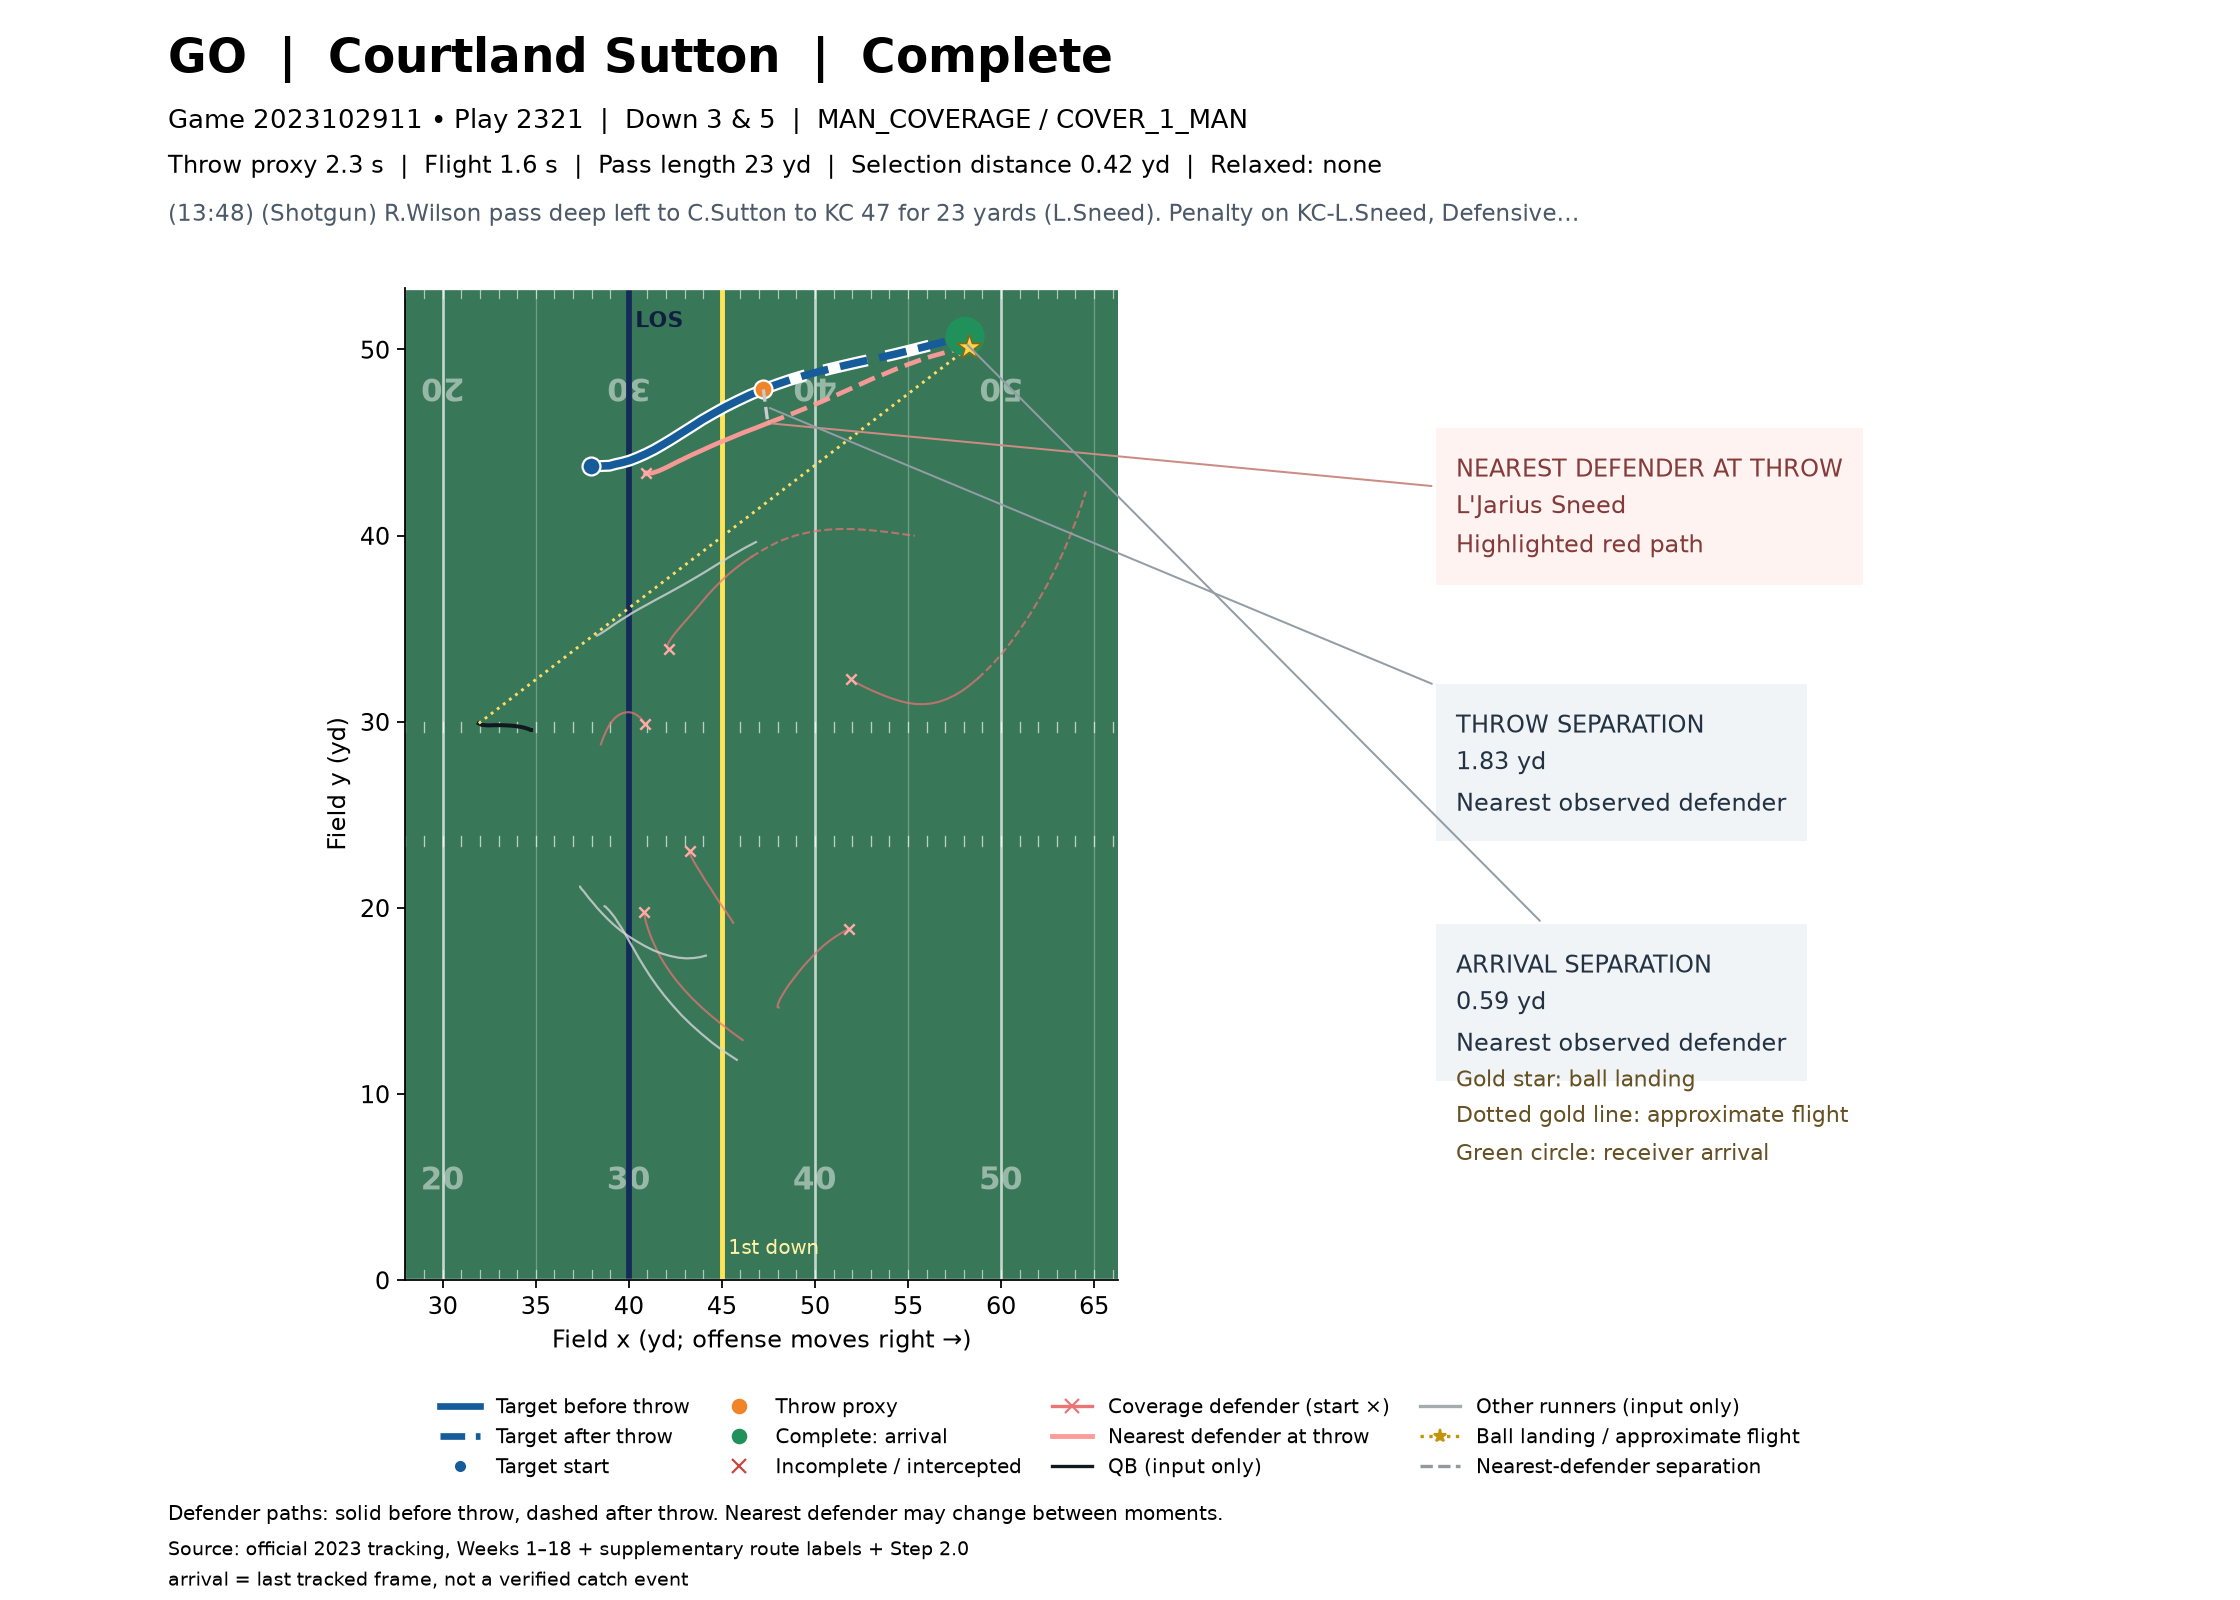 GO | Courtland Sutton | Complete
Game 2023102911 • Play 2321 | Down 3 & 5 | MAN_COVERAGE / COVER_1_MAN
Throw proxy 2.3 s | Flight 1.6 s | Pass length 23 yd | Selection distance 0.42 yd | Relaxed: none
(13:48) (Shotgun) R.Wilson pass deep left to C.Sutton to KC 47 for 23 yards (L.Sneed). Penalty on KC-L.Sneed, Defensive...
LOS
20 30 40 50
NEAREST DEFENDER AT THROW
L'Jarius Sneed
Highlighted red path
THROW SEPARATION
1.83 yd
Nearest observed defender
ARRIVAL SEPARATION
0.59 yd
Nearest observed defender
Gold star: ball landing
Dotted gold line: approximate flight
Green circle: receiver arrival
20 30 40 50
1st down
Field y (yd)
50
40
30
20
10
0
30 35 40 45 50 55 60 65
Field x (yd; offense moves right →)
Target before throw
Target after throw
Target start
Throw proxy
Complete: arrival
Incomplete / intercepted
Coverage defender (start ×)
Nearest defender at throw
QB (input only)
Other runners (input only)
Ball landing / approximate flight
Nearest-defender separation
Defender paths: solid before throw, dashed after throw. Nearest defender may change between moments.
Source: official 2023 tracking, Weeks 1–18 + supplementary route labels + Step 2.0
arrival = last tracked frame, not a verified catch event